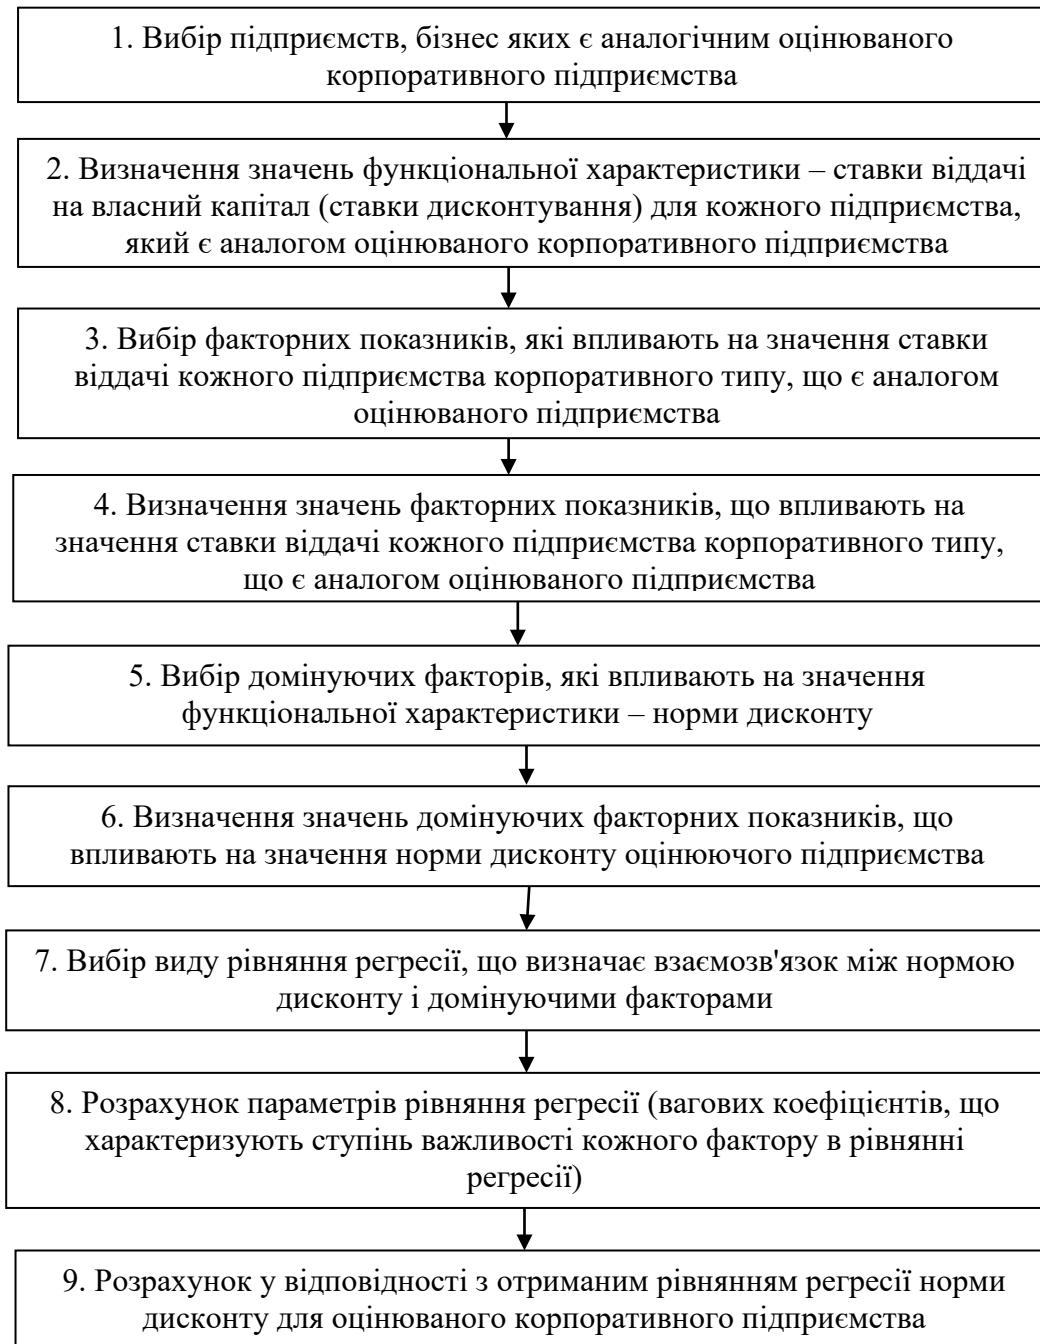 1. Вибір підприємств, бізнес яких є аналогічним оцінюваного
корпоративного підприємства
2. Визначення значень функціональної характеристики – ставки віддачі
на власний капітал (ставки дисконтування) для кожного підприємства,
який є аналогом оцінюваного корпоративного підприємства
3. Вибір факторних показників, які впливають на значення ставки
віддачі кожного підприємства корпоративного типу, що є аналогом
оцінюваного підприємства
4. Визначення значень факторних показників, що впливають на
значення ставки віддачі кожного підприємства корпоративного типу,
що є аналогом оцінюваного підприємства
5. Вибір домінуючих факторів, які впливають на значення
функціональної характеристики – норми дисконту
6. Визначення значень домінуючих факторних показників, що
впливають на значення норми дисконту оцінюючого підприємства
7. Вибір виду рівняння регресії, що визначає взаємозв'язок між нормою
дисконту і домінуючими факторами
8. Розрахунок параметрів рівняння регресії (вагових коефіцієнтів, що
характеризують ступінь важливості кожного фактору в рівнянні
регресії)
9. Розрахунок у відповідності з отриманим рівнянням регресії норми
дисконту для оцінюваного корпоративного підприємства